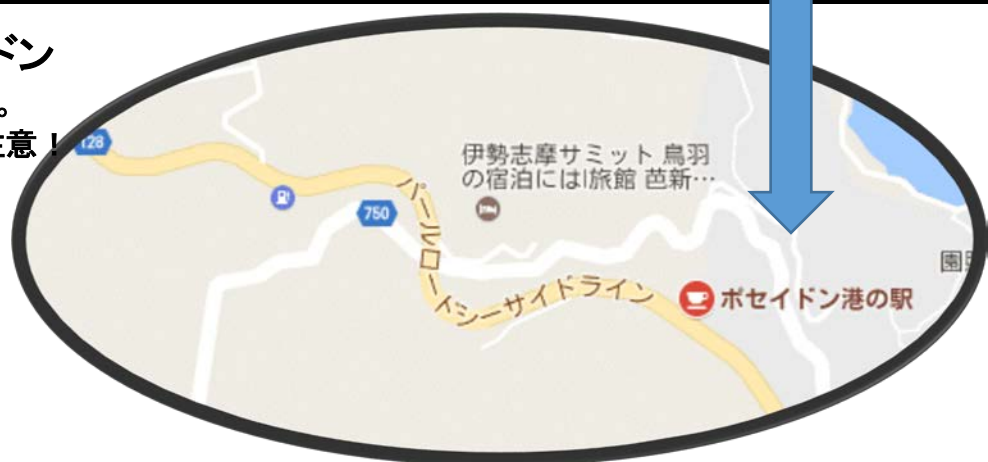 ドン
。
注意！
128
伊勢志摩サミット 鳥羽
の宿泊には旅館 芭新…
750
パールロードシーサイドライン
ポセイドン港の駅
園